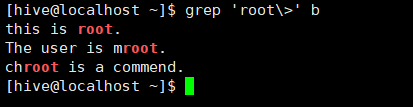 [hive@localhost ~]$ grep 'root\>' b
this is root.
The user is mroot.
chroot is a commend.
[hive@localhost ~]$